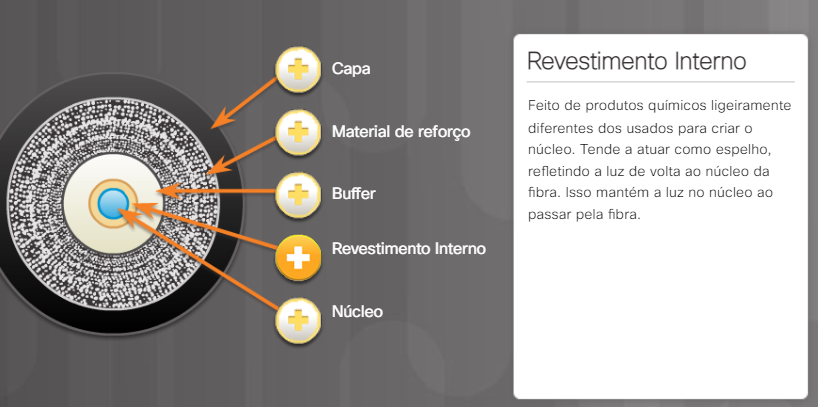 Capa
Material de reforço
Buffer
Revestimento Interno
Núcleo
Revestimento Interno
Feito de produtos químicos ligeiramente
diferentes dos usados para criar o
núcleo. Tende a atuar como espelho,
refletindo a luz de volta ao núcleo da
fibra. Isso mantém a luz no núcleo ao
passar pela fibra.